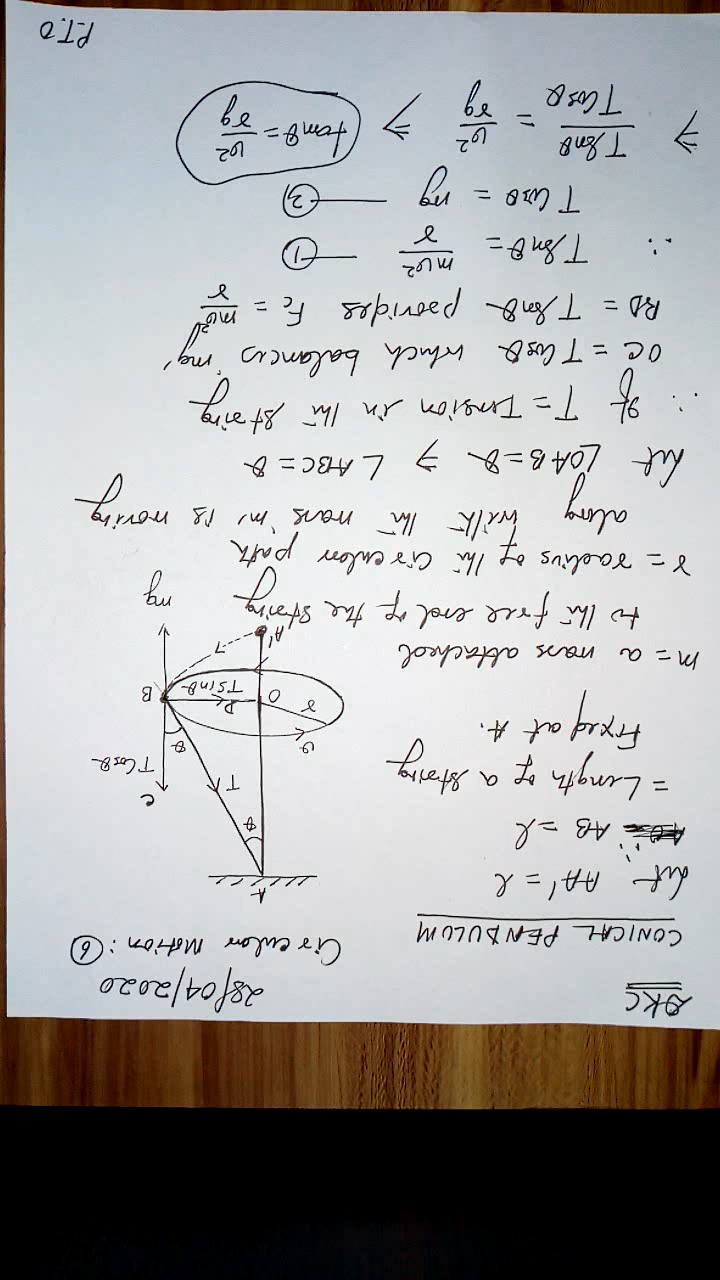 DKC
28/04/2020
CONICAL PENDULUM
Circular Motion: ⑥
Let AA' = l
∴ AB = l
= Length of a string
Fixed at A.
m = a mass attached
to the free end of the string
r = radius of the circular path
along with the mass 'm' is moving
Let ∠OAB = θ ⇒ ∠ABC = θ
∴ If T = Tension in the string
OC = T Cosθ which balances 'mg'
BD = T Sinθ provides Fc = mv²/r
∴ T Sinθ = mv²/r — ①
T Cosθ = mg — ②
⇒ T Sinθ / T Cosθ = v²/rg ⇒ tanθ = v²/rg
P.T.O
A
θ
T
C
T Cosθ
θ
B
T Sinθ
O
r
v
A'
mg